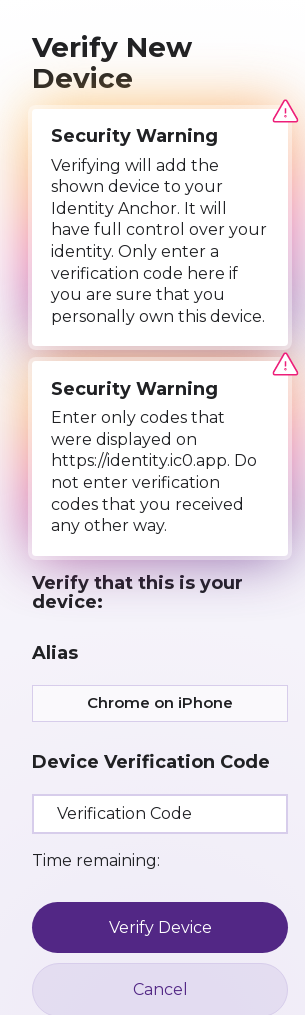 Verify New
Device
Security Warning
Verifying will add the
shown device to your
Identity Anchor. It will
have full control over your
identity. Only enter a
verification code here if
you are sure that you
personally own this device.
Security Warning
Enter only codes that
were displayed on
https://identity.ic0.app. Do
not enter verification
codes that you received
any other way.
Verify that this is your
device:
Alias
Chrome on iPhone
Device Verification Code
Verification Code
Time remaining:
Verify Device
Cancel